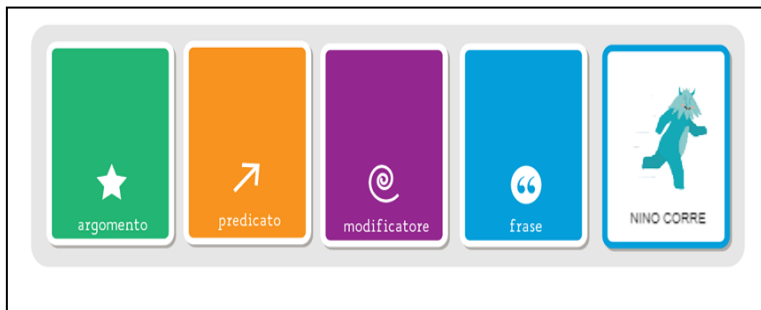 argomento
predicato
modificatore
frase
NINO CORRE